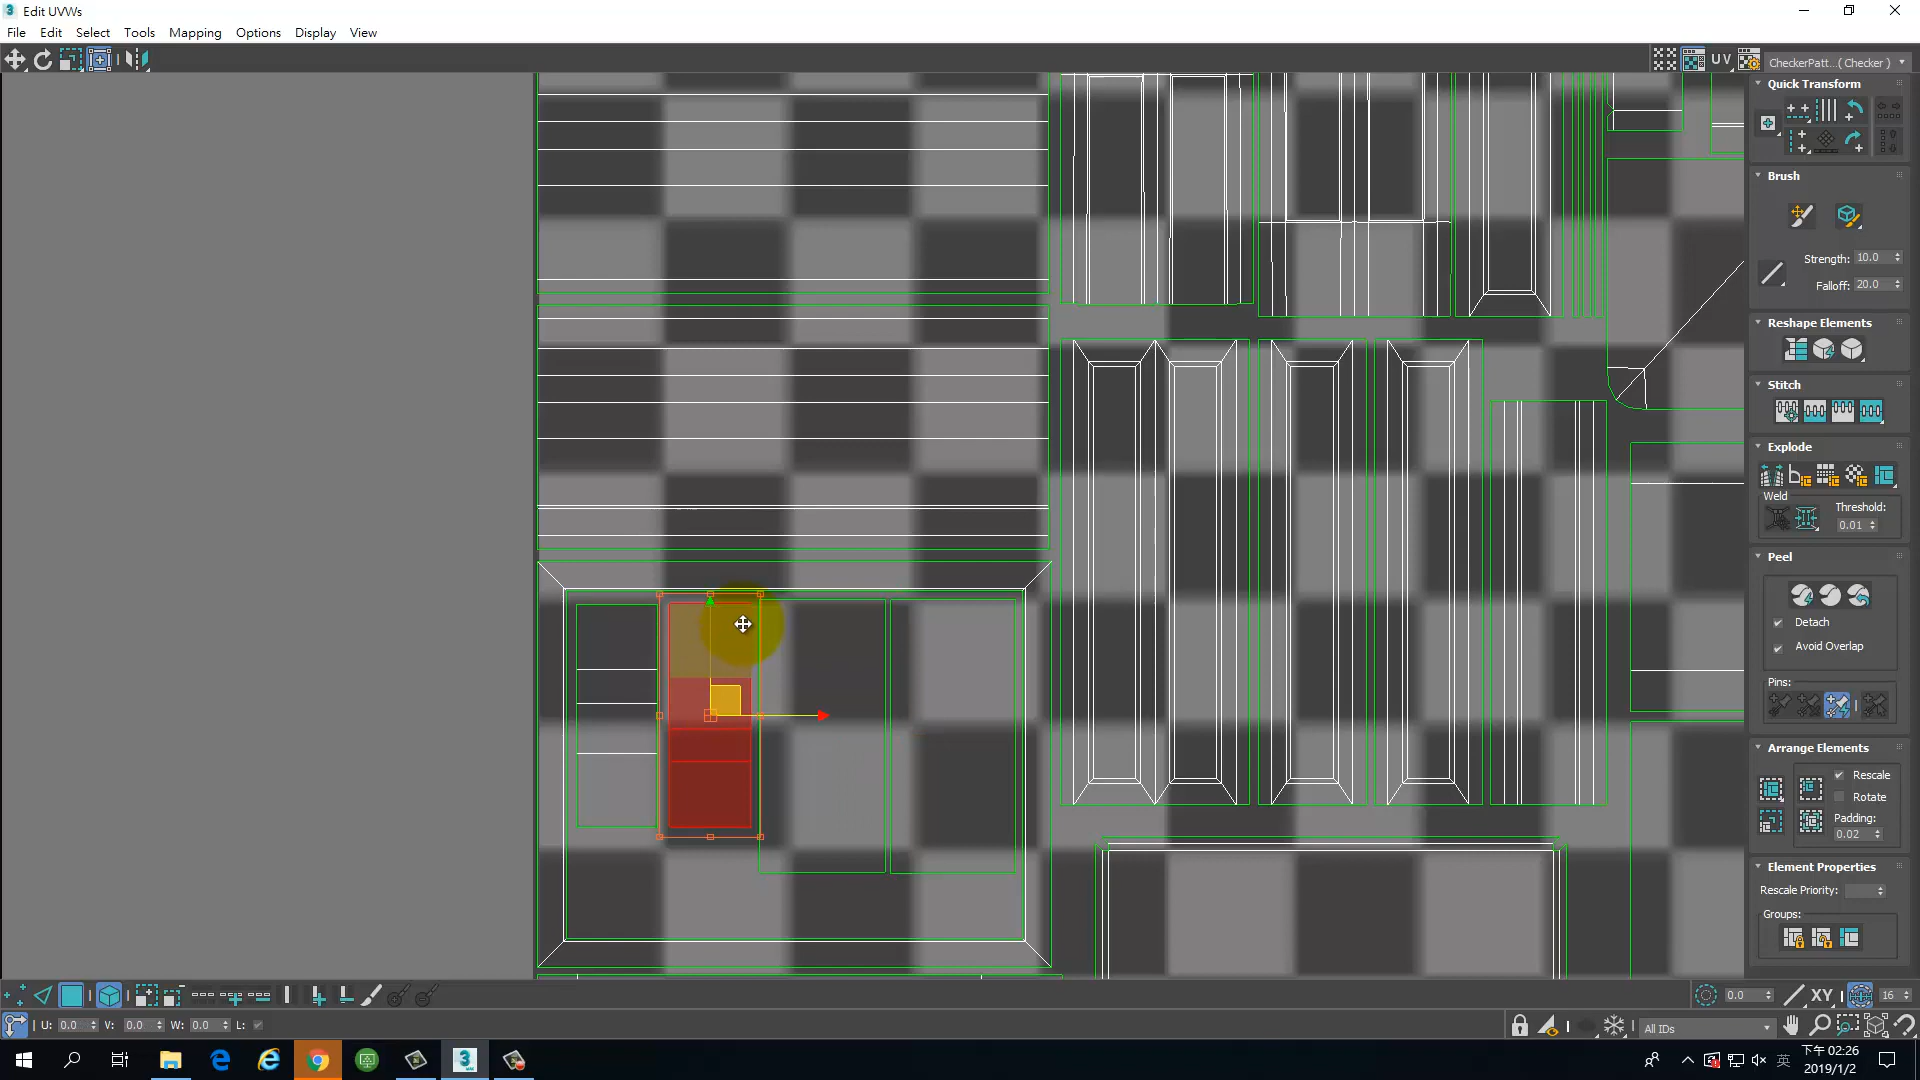 Edit UVWs
File Edit Select Tools Mapping Options Display View
UV CheckerPatt...( Checker )
Quick Transform
Brush
Strength: 10.0
Falloff: 20.0
Reshape Elements
Stitch
Explode
Weld
Threshold:
0.01
Peel
Detach
Avoid Overlap
Pins:
Arrange Elements
Rescale
Rotate
Padding:
0.02
Element Properties
Rescale Priority:
Groups:
0.0 XY 16
U: 0.0 V: 0.0 W: 0.0 L: All IDs
英 下午 02:26
2019/1/2